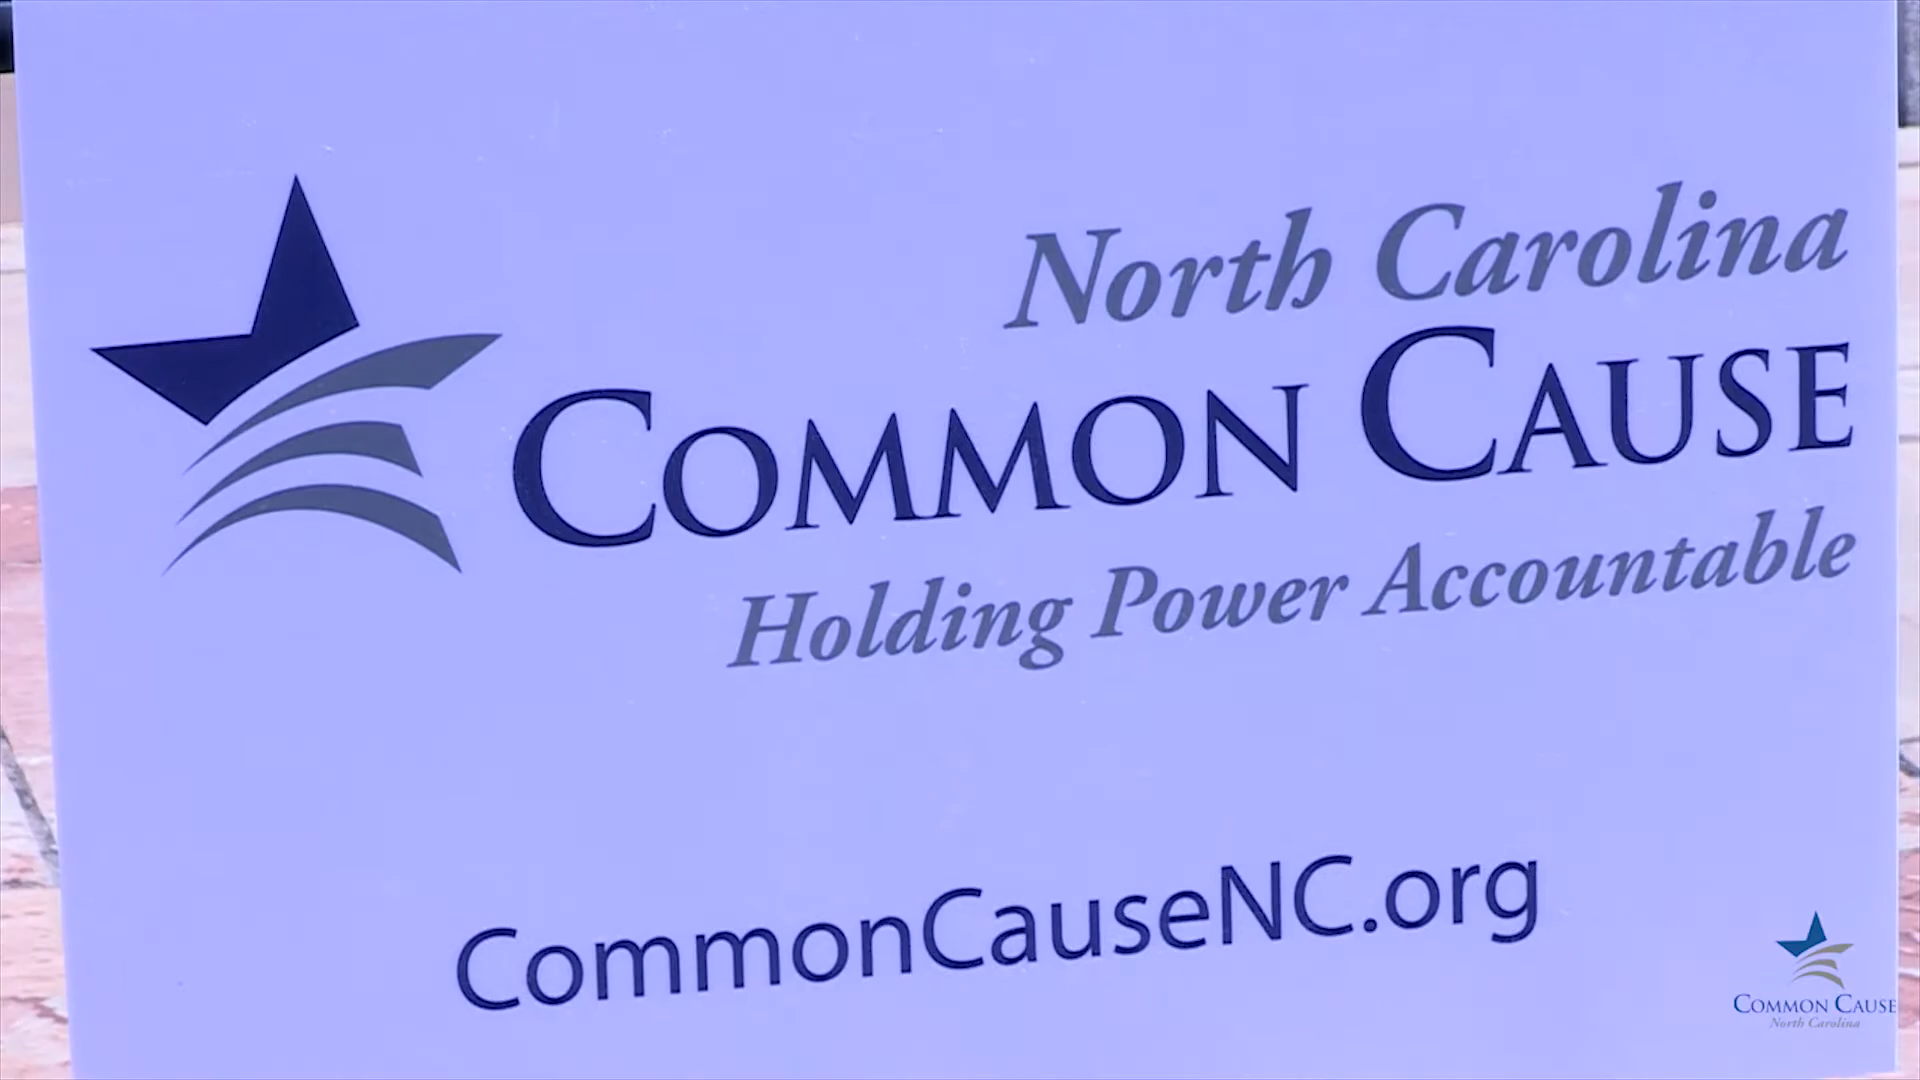 North Carolina
COMMON CAUSE
Holding Power Accountable
CommonCauseNC.org
COMMON CAUSE
North Carolina